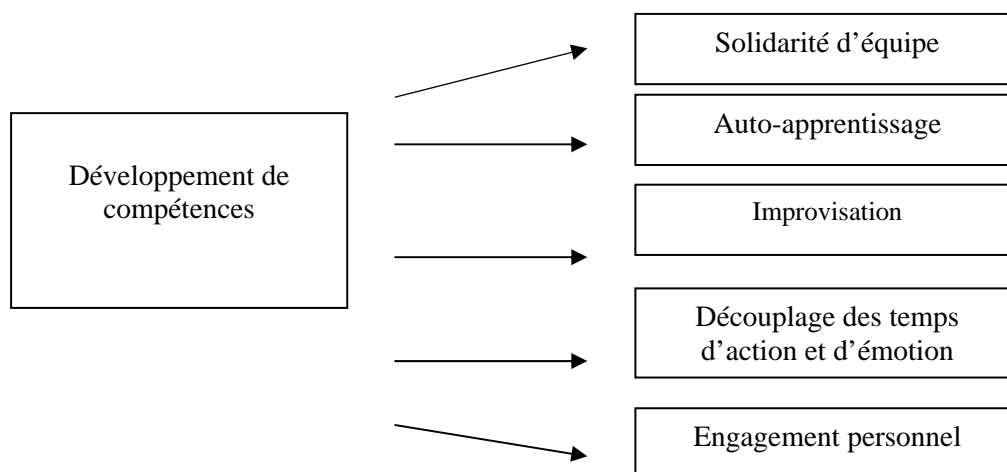 Développement de
compétences
Solidarité d’équipe
Auto-apprentissage
Improvisation
Découplage des temps
d’action et d’émotion
Engagement personnel